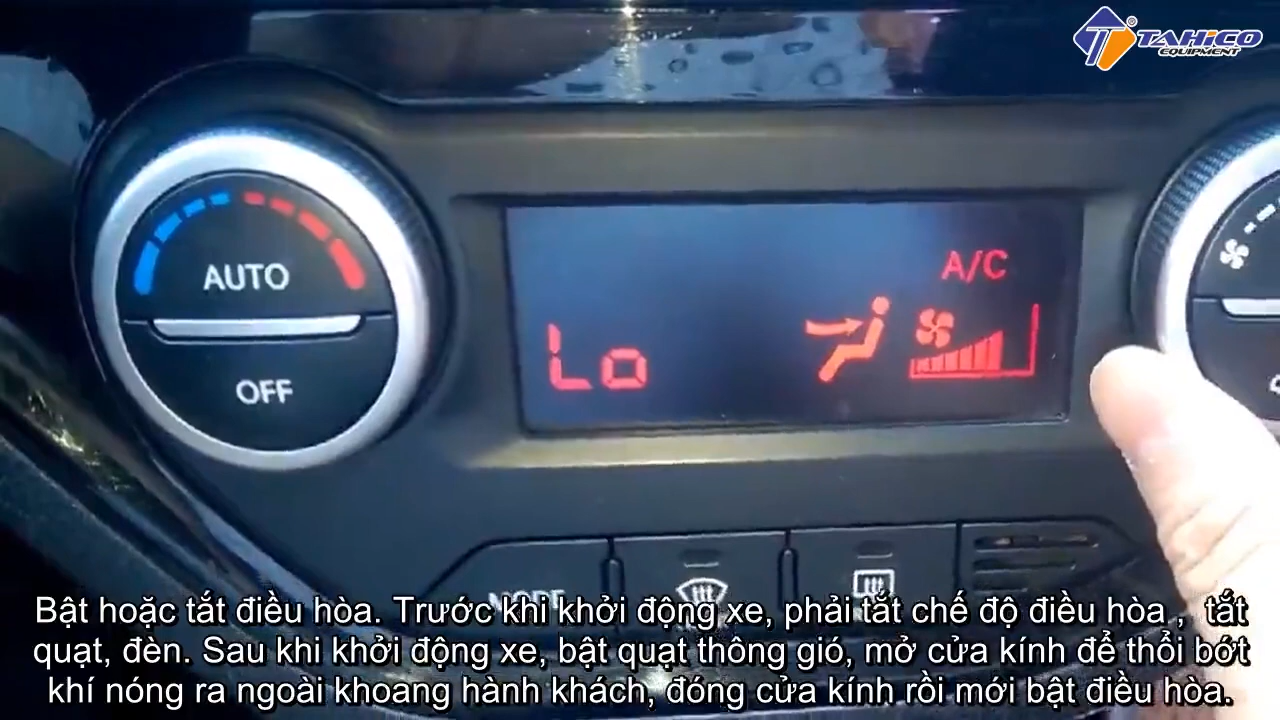 TAHICO
EQUIPMENT
AUTO
OFF
A/C
Lo
MODE
Bật hoặc tắt điều hòa. Trước khi khởi động xe, phải tắt chế độ điều hòa , tắt
quạt, đèn. Sau khi khởi động xe, bật quạt thông gió, mở cửa kính để thổi bớt
khí nóng ra ngoài khoang hành khách, đóng cửa kính rồi mới bật điều hòa.